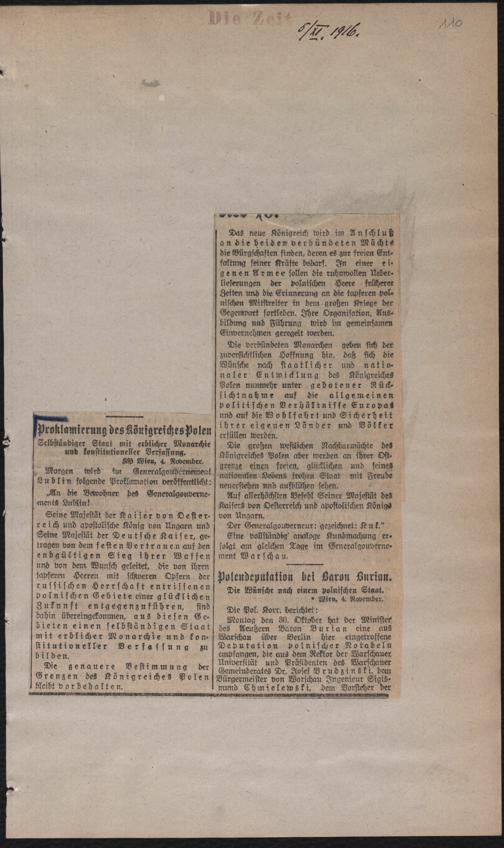 Die Zeit
5/XI. 1916.
110
Proklamierung des Königreiches Polen
Selbständiger Staat mit erblicher Monarchie
und konstitutioneller Verfassung.
Wien, 4. November.
Morgen wird im Generalgouvernement
Lublin folgende Proklamation veröffentlicht:
„An die Bewohner des Generalgouverne-
ments Lublin!
Seine Majestät der Kaiser von Oester-
reich und apostolische König von Ungarn und
Seine Majestät der Deutsche Kaiser, ge-
tragen von dem festen Vertrauen auf den
endgültigen Sieg ihrer Waffen
und von dem Wunsch geleitet, die von ihren
tapferen Heeren mit schweren Opfern der
russischen Herrschaft entrissenen
polnischen Gebiete einer glücklichen
Zukunft entgegenzuführen, sind
dahin übereingekommen, aus diesen Ge-
bieten einen selbständigen Staat
mit erblicher Monarchie und kon-
stitutioneller Verfassung zu
bilden.
Die genauere Bestimmung der
Grenzen des Königreiches Polen
bleibt vorbehalten.
Das neue Königreich wird im Anschluß
an die beiden verbündeten Mächte
die Bürgschaften finden, deren es zur freien Ent-
faltung seiner Kräfte bedarf. In einer ei-
genen Armee sollen die ruhmvollen Ueber-
lieferungen der polnischen Heere früherer
Zeiten und die Erinnerung an die tapferen pol-
nischen Mitstreiter in dem großen Kriege der
Gegenwart fortleben. Ihre Organisation, Aus-
bildung und Führung wird im gemeinsamen
Einvernehmen geregelt werden.
Die verbündeten Monarchen geben sich der
zuversichtlichen Hoffnung hin, daß sich die
Wünsche nach staatlicher und natio-
naler Entwicklung des Königreichs
Polen nunmehr unter gebotener Rück-
sichtnahme auf die allgemeinen
politischen Verhältnisse Europas
und auf die Wohlfahrt und Sicherheit
ihrer eigenen Länder und Völker
erfüllen werden.
Die großen westlichen Nachbarmächte des
Königreichs Polen aber werden an ihrer Ost-
grenze einen freien, glücklichen und seines
nationalen Lebens frohen Staat mit Freude
neuerstehen und aufblühen sehen.
Auf allerhöchsten Befehl Seiner Majestät des
Kaisers von Oesterreich und apostolischen Königs
von Ungarn.
Der Generalgouverneur: gezeichnet: Kuk.“
Eine vollständig analoge Kundmachung er-
folgt am gleichen Tage im Generalgouverne-
ment Warschau.
Polendeputation bei Baron Burian.
Die Wünsche nach einem polnischen Staat.
* Wien, 4. November.
Die Pol. Korr. berichtet:
Montag den 30. Oktober hat der Minister
des Aeußern Baron Burian eine aus
Warschau über Berlin hier eingetroffene
Deputation polnischer Notabeln
empfangen, die aus dem Rektor der Warschauer
Universität und Präsidenten des Warschauer
Gemeinderates Dr. Josef Brudzinski, dem
Bürgermeister von Warschau Ingenieur Sigis-
mund Chmielewski, dem Vorsteher der